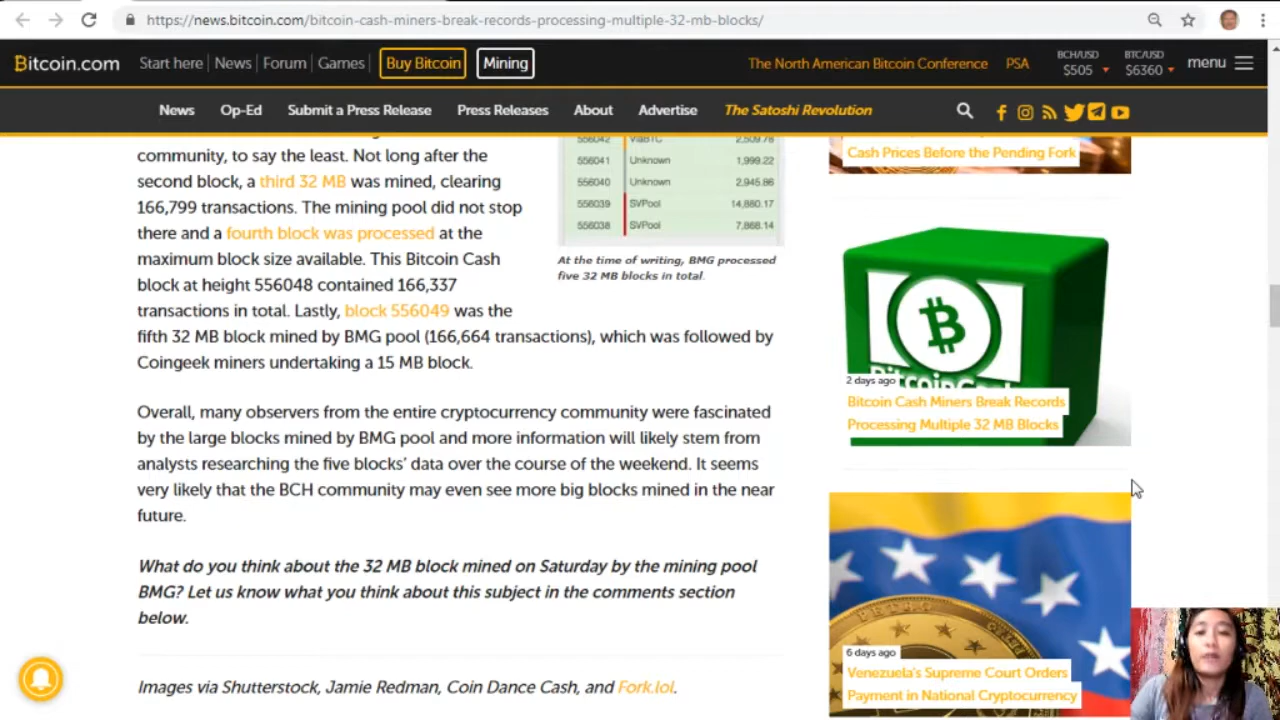 https://news.bitcoin.com/bitcoin-cash-miners-break-records-processing-multiple-32-mb-blocks/
Bitcoin.com Start here News Forum Games Buy Bitcoin Mining The North American Bitcoin Conference PSA BCH/USD $505 BTC/USD $6360 menu
News Op-Ed Submit a Press Release Press Releases About Advertise The Satoshi Revolution
community, to say the least. Not long after the
second block, a third 32 MB was mined, clearing
166,799 transactions. The mining pool did not stop
there and a fourth block was processed at the
maximum block size available. This Bitcoin Cash
block at height 556048 contained 166,337
transactions in total. Lastly, block 556049 was the
fifth 32 MB block mined by BMG pool (166,664 transactions), which was followed by
Coingeek miners undertaking a 15 MB block.
556042 ViaBTC 2,509.78
556041 Unknown 1,999.22
556040 Unknown 2,945.86
556039 SVPool 14,880.17
556038 SVPool 7,868.14
At the time of writing, BMG processed
five 32 MB blocks in total.
Overall, many observers from the entire cryptocurrency community were fascinated
by the large blocks mined by BMG pool and more information will likely stem from
analysts researching the five blocks' data over the course of the weekend. It seems
very likely that the BCH community may even see more big blocks mined in the near
future.
What do you think about the 32 MB block mined on Saturday by the mining pool
BMG? Let us know what you think about this subject in the comments section
below.
Images via Shutterstock, Jamie Redman, Coin Dance Cash, and Fork.lol.
Cash Prices Before the Pending Fork
2 days ago
Bitcoin Cash Miners Break Records
Processing Multiple 32 MB Blocks
6 days ago
Venezuela's Supreme Court Orders
Payment in National Cryptocurrency